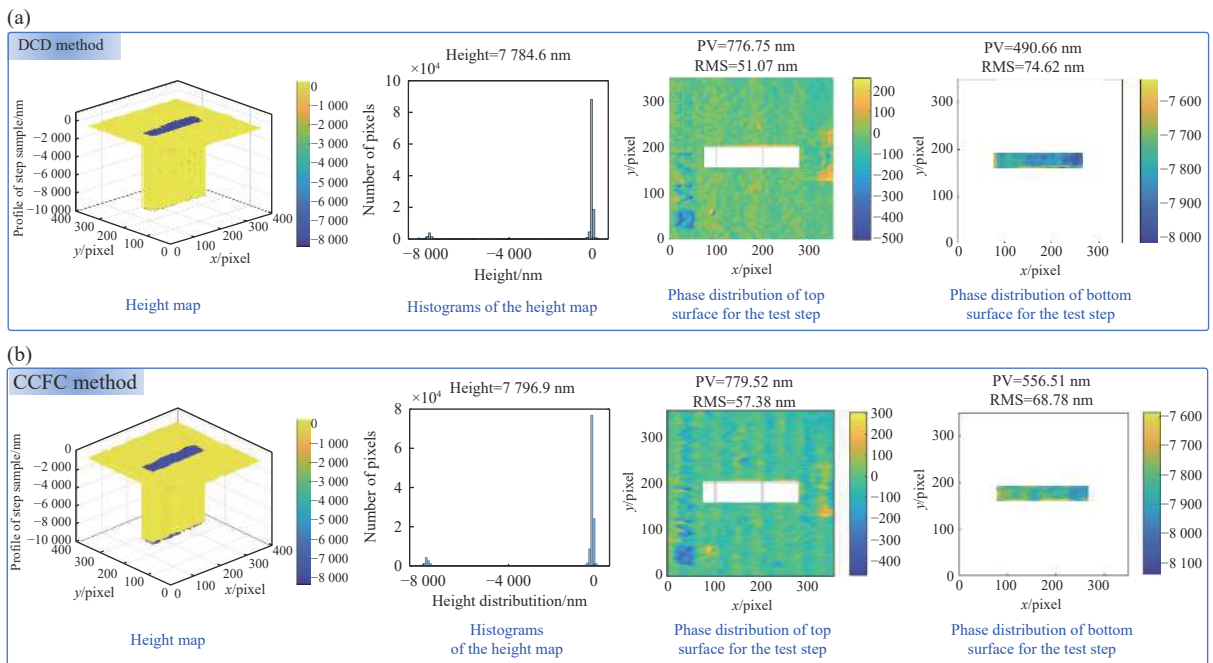 (a)
DCD method
Profile of step sample/nm
0
−2 000
−4 000
−6 000
−8 000
−10 000
400
300
200
100
0
y/pixel
0
100
200
300
400
x/pixel
0
−1 000
−2 000
−3 000
−4 000
−5 000
−6 000
−7 000
−8 000
Height map
Height=7 784.6 nm
×10⁴
Number of pixels
10
8
6
4
2
0
−8 000
−4 000
0
Height/nm
Histograms of the height map
PV=776.75 nm
RMS=51.07 nm
y/pixel
300
200
100
0
0
100
200
300
x/pixel
200
100
0
−100
−200
−300
−400
−500
Phase distribution of top
surface for the test step
PV=490.66 nm
RMS=74.62 nm
y/pixel
300
200
100
0
0
100
200
300
x/pixel
−7 600
−7 700
−7 800
−7 900
−8 000
Phase distribution of bottom
surface for the test step
(b)
CCFC method
Profile of step sample/nm
0
−2 000
−4 000
−6 000
−8 000
−10 000
400
300
200
100
0
y/pixel
0
100
200
300
400
x/pixel
0
−1 000
−2 000
−3 000
−4 000
−5 000
−6 000
−7 000
−8 000
Height map
Height=7 796.9 nm
×10⁴
Number of pixels
8
6
4
2
0
−8 000
−4 000
0
Height distributition/nm
Histograms
of the height map
PV=779.52 nm
RMS=57.38 nm
y/pixel
300
200
100
0
0
100
200
300
x/pixel
300
200
100
0
−100
−200
−300
−400
Phase distribution of top
surface for the test step
PV=556.51 nm
RMS=68.78 nm
y/pixel
300
200
100
0
0
100
200
300
x/pixel
−7 600
−7 700
−7 800
−7 900
−8 000
−8 100
Phase distribution of bottom
surface for the test step